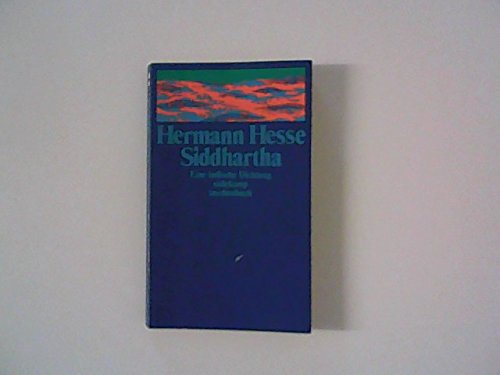 Hermann Hesse
Siddhartha
Eine indische Dichtung
suhrkamp
taschenbuch